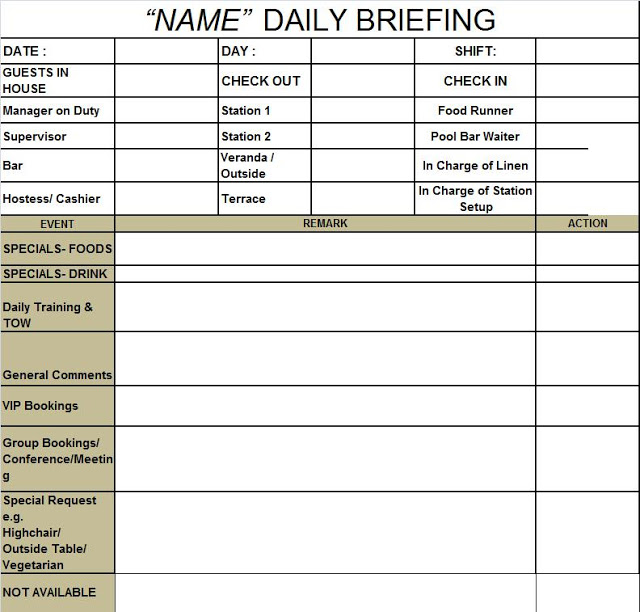 “NAME” DAILY BRIEFING
DATE : DAY : SHIFT:
GUESTS IN
HOUSE
CHECK OUT
CHECK IN
Manager on Duty Station 1 Food Runner
Supervisor Station 2 Pool Bar Waiter
Bar
Veranda /
Outside
In Charge of Linen
Hostess/ Cashier
Terrace
In Charge of Station
Setup
EVENT REMARK ACTION
SPECIALS- FOODS
SPECIALS- DRINK
Daily Training &
TOW
General Comments
VIP Bookings
Group Bookings/
Conference/Meetin
g
Special Request
e.g.
Highchair/
Outside Table/
Vegetarian
NOT AVAILABLE